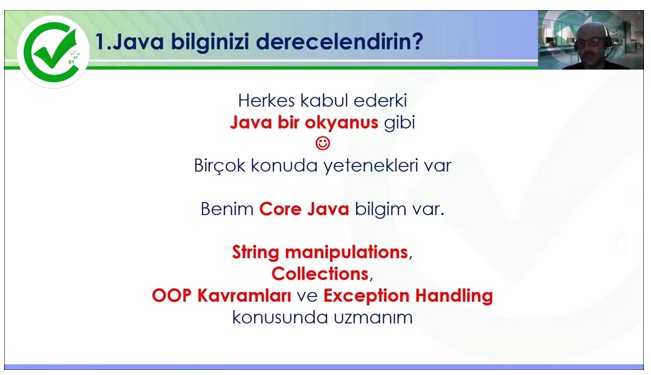 1.Java bilginizi derecelendirin?
Herkes kabul ederki
Java bir okyanus gibi
☺
Birçok konuda yetenekleri var
Benim Core Java bilgim var.
String manipulations,
Collections,
OOP Kavramları ve Exception Handling
konusunda uzmanım